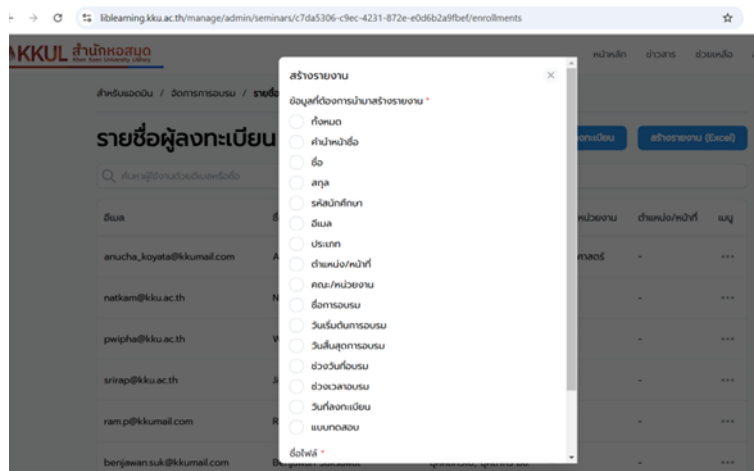 liblearning.kku.ac.th/manage/admin/seminars/c7da5306-c9ec-4231-872e-e0d6b2a9fbef/enrollments
KKUL สำนักหอสมุด
Khon Kaen University Library
หน้าหลัก ข่าวสาร ช่วยเหลือ
สำหรับแอดมิน / จัดการการอบรม / รายชื่อ
รายชื่อผู้ลงทะเบียน
สร้างรายงาน (Excel)
ค้นหาผู้ใช้งานด้วยอีเมลหรือชื่อ
อีเมล
หน่วยงาน ตำแหน่ง/หน้าที่ เมนู
anucha_koyata@kkumail.com
-
natkam@kku.ac.th
-
pwipha@kku.ac.th
-
srirap@kku.ac.th
-
ram.p@kkumail.com
-
benjawan.suk@kkumail.com
-
สร้างรายงาน
ข้อมูลที่ต้องการนำมาสร้างรายงาน *
ทั้งหมด
คำนำหน้าชื่อ
ชื่อ
สกุล
รหัสนักศึกษา
อีเมล
ประเภท
ตำแหน่ง/หน้าที่
คณะ/หน่วยงาน
ชื่อการอบรม
วันเริ่มต้นการอบรม
วันสิ้นสุดการอบรม
ช่วงวันที่อบรม
ช่วงเวลาอบรม
วันที่ลงทะเบียน
แบบทดสอบ
ชื่อไฟล์ *